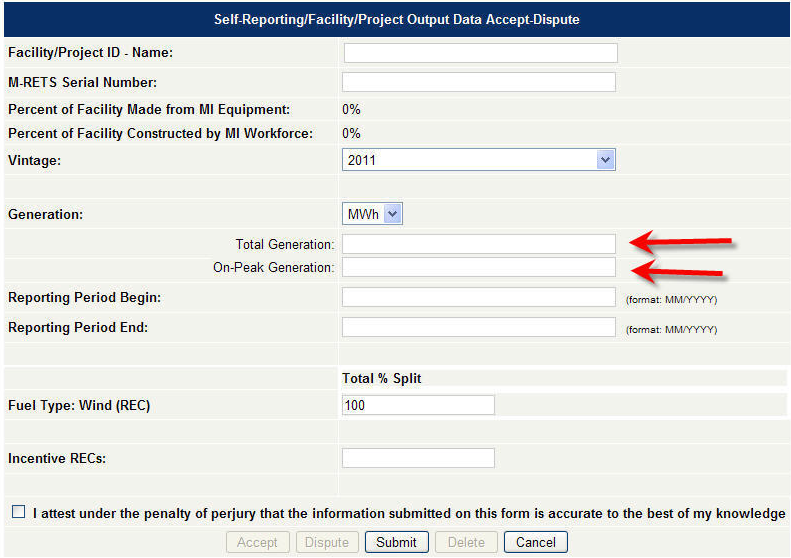 Self-Reporting/Facility/Project Output Data Accept-Dispute
Facility/Project ID - Name:
M-RETS Serial Number:
Percent of Facility Made from MI Equipment: 0%
Percent of Facility Constructed by MI Workforce: 0%
Vintage: 2011
Generation: MWh
Total Generation:
On-Peak Generation:
Reporting Period Begin: (format: MM/YYYY)
Reporting Period End: (format: MM/YYYY)
Total % Split
Fuel Type: Wind (REC) 100
Incentive RECs:
I attest under the penalty of perjury that the information submitted on this form is accurate to the best of my knowledge
Accept Dispute Submit Delete Cancel